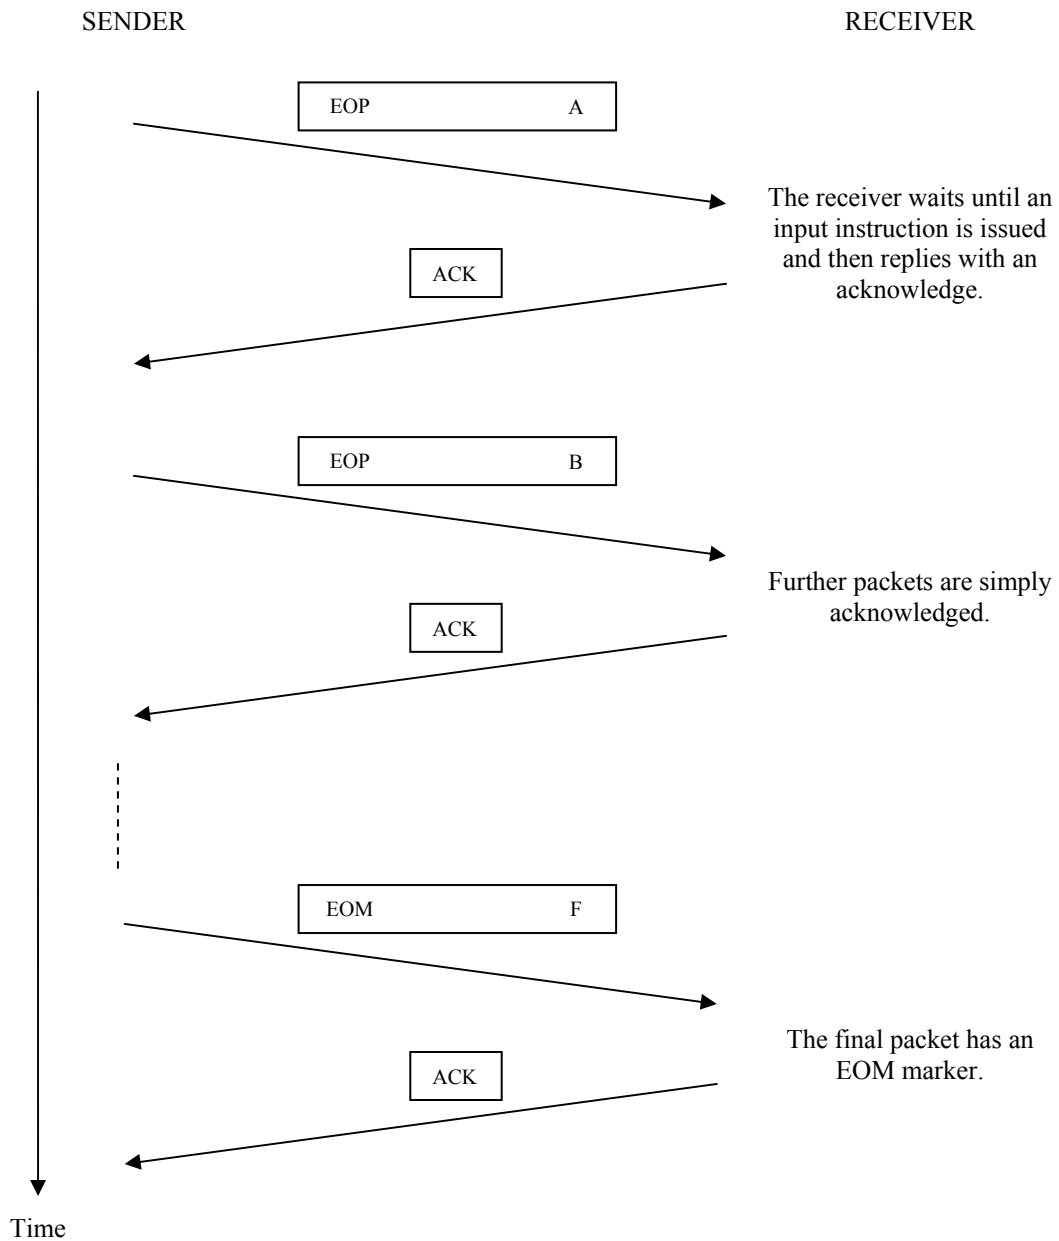 SENDER RECEIVER
EOP A
The receiver waits until an
input instruction is issued
and then replies with an
acknowledge.
ACK
EOP B
Further packets are simply
acknowledged.
ACK
EOM F
The final packet has an
EOM marker.
ACK
Time